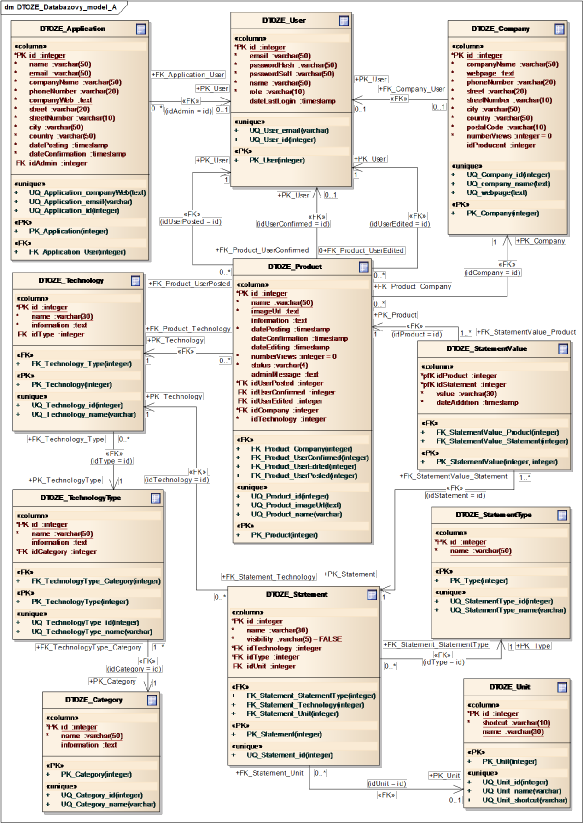 dm DTOZE_Databazovy_model_A
DTOZE_Application
«column»
*PK id :integer
* name :varchar(50)
* email :varchar(50)
* companyName :varchar(50)
* phoneNumber :varchar(20)
* companyWeb :text
* street :varchar(20)
* streetNumber :varchar(10)
* city :varchar(50)
* country :varchar(50)
* datePosting :timestamp
* dateConfirmation :timestamp
FK idAdmin :integer
«unique»
+ UQ_Application_companyWeb(text)
+ UQ_Application_email(varchar)
+ UQ_Application_id(integer)
«PK»
+ PK_Application(integer)
«FK»
+ FK_Application_User(integer)
DTOZE_User
«column»
*PK id :integer
* email :varchar(50)
* passwordHash :varchar(50)
* passwordSalt :varchar(50)
* name :varchar(50)
* role :varchar(10)
* dateLastLogin :timestamp
«unique»
+ UQ_User_email(varchar)
+ UQ_User_id(integer)
«PK»
+ PK_User(integer)
DTOZE_Company
«column»
*PK id :integer
* companyName :varchar(50)
* webpage :text
* phoneNumber :varchar(20)
* street :varchar(20)
* streetNumber :varchar(10)
* city :varchar(50)
* country :varchar(50)
* postalCode :varchar(10)
* numberViews :integer = 0
* idProducent :integer
«unique»
+ UQ_Company_id(integer)
+ UQ_company_name(text)
+ UQ_webpage(text)
«PK»
+ PK_Company(integer)
+FK_Application_User
+PK_User
«FK»
0..*
(idAdmin = id)
0..1
+PK_User
+FK_Company_User
«FK»
0..1
0..1
+PK_User
1
+PK_User
1
+PK_User
1
«FK»
(idUserPosted = id)
«FK»
(idUserConfirmed = id)
«FK»
(idUserEdited = id)
+FK_Product_UserConfirmed
+FK_Product_UserEdited
+FK_Product_UserPosted
0..*
0..*
+PK_Company
1
«FK»
(idCompany = id)
+FK_Product_Company
0..*
DTOZE_Technology
«column»
*PK id :integer
* name :varchar(30)
* information :text
FK idType :integer
«FK»
+ FK_Technology_Type(integer)
«PK»
+ PK_Technology(integer)
«unique»
+ UQ_Technology_id(integer)
+ UQ_Technology_name(varchar)
DTOZE_Product
«column»
*PK id :integer
* name :varchar(50)
* imageUrl :text
* information :text
* datePosting :timestamp
* dateConfirmation :timestamp
* dateEditing :timestamp
* numberViews :integer = 0
* status :varchar(4)
adminMessage :text
*FK idUserPosted :integer
*FK idUserConfirmed :integer
*FK idUserEdited :integer
*FK idCompany :integer
* idTechnology :integer
«FK»
+ FK_Product_Company(integer)
+ FK_Product_UserConfirmed(integer)
+ FK_Product_UserEdited(integer)
+ FK_Product_UserPosted(integer)
«unique»
+ UQ_Product_id(integer)
+ UQ_Product_imageUrl(text)
+ UQ_Product_name(varchar)
«PK»
+ PK_Product(integer)
+FK_Product_Technology
+PK_Technology
«FK»
1
0..*
+PK_Product
«FK»
1
(idProduct = id)
1..*
+FK_StatementValue_Product
DTOZE_StatementValue
«column»
*pfK idProduct :integer
*pfK idStatement :integer
* value :varchar(30)
* dateAddition :timestamp
«FK»
+ FK_StatementValue_Product(integer)
+ FK_StatementValue_Statement(integer)
«PK»
+ PK_StatementValue(integer, integer)
+PK_Technology
1
+FK_Technology_Type
0..*
«FK»
(idType = id)
+PK_TechnologyType
1
«FK»
(idTechnology = id)
+FK_StatementValue_Statement
1..*
«FK»
(idStatement = id)
DTOZE_TechnologyType
«column»
*PK id :integer
* name :varchar(50)
information :text
FK idCategory :integer
«FK»
+ FK_TechnologyType_Category(integer)
«PK»
+ PK_TechnologyType(integer)
«unique»
+ UQ_Technology_Type_id(integer)
+ UQ_TechnologyType_name(varchar)
DTOZE_StatementType
«column»
*PK id :integer
* name :varchar(50)
«PK»
+ PK_Type(integer)
«unique»
+ UQ_StatementType_id(integer)
+ UQ_StatementType_name(varchar)
+FK_Statement_Technology
0..*
+PK_Statement
1
DTOZE_Statement
«column»
*PK id :integer
* name :varchar(30)
* visibility :varchar(5) = FALSE
*FK idTechnology :integer
*FK idType :integer
*FK idUnit :integer
«FK»
+ FK_Statement_StatementType(integer)
+ FK_Statement_Technology(integer)
+ FK_Statement_Unit(integer)
«PK»
+ PK_Statement(integer)
«unique»
+ UQ_Statement_id(integer)
+FK_Statement_StatementType
«FK»
0..*
(idType = id)
+PK_Type
1
+FK_TechnologyType_Category
1..*
«FK»
(idCategory = id)
+PK_Category
1
DTOZE_Category
«column»
*PK id :integer
* name :varchar(50)
information :text
«PK»
+ PK_Category(integer)
«unique»
+ UQ_Category_id(integer)
+ UQ_Category_name(varchar)
DTOZE_Unit
«column»
*PK id :integer
* shortcut :varchar(10)
* name :varchar(30)
«PK»
+ PK_Unit(integer)
«unique»
+ UQ_Unit_id(integer)
+ UQ_Unit_name(varchar)
+ UQ_Unit_shortcut(varchar)
+FK_Statement_Unit
0..*
(idUnit = id)
«FK»
+PK_Unit
0..1